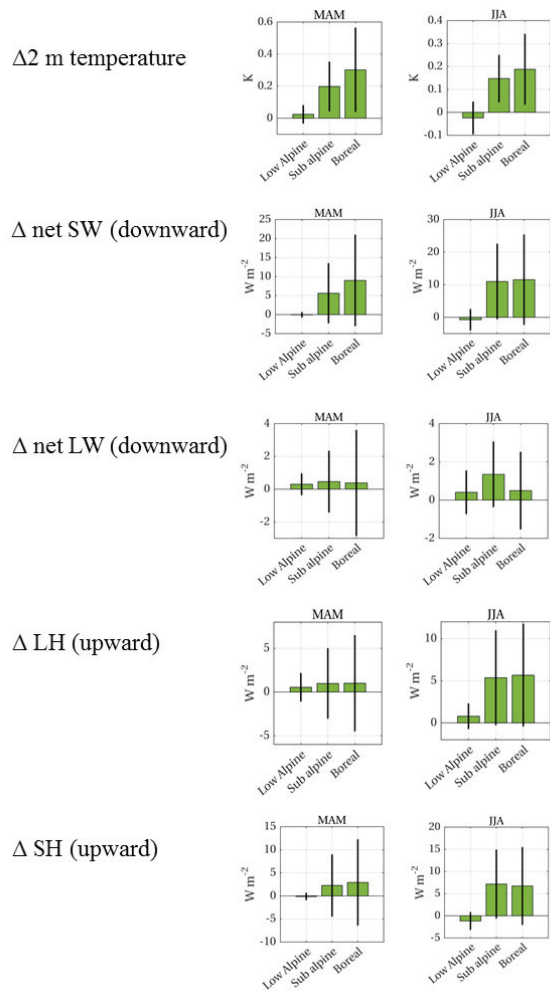 Δ2 m temperature
MAM
K
0.6
0.4
0.2
0
Low Alpine
Sub alpine
Boreal
JJA
K
0.4
0.3
0.2
0.1
0
-0.1
Low Alpine
Sub alpine
Boreal
Δ net SW (downward)
MAM
W m-2
25
20
15
10
5
0
-5
Low Alpine
Sub alpine
Boreal
JJA
W m-2
30
20
10
0
Low Alpine
Sub alpine
Boreal
Δ net LW (downward)
MAM
W m-2
4
2
0
-2
Low Alpine
Sub alpine
Boreal
JJA
W m-2
4
2
0
-2
Low Alpine
Sub alpine
Boreal
Δ LH (upward)
MAM
W m-2
5
0
-5
Low Alpine
Sub alpine
Boreal
JJA
W m-2
10
5
0
Low Alpine
Sub alpine
Boreal
Δ SH (upward)
MAM
W m-2
15
10
5
0
-5
-10
Low Alpine
Sub alpine
Boreal
JJA
W m-2
20
15
10
5
0
-5
Low Alpine
Sub alpine
Boreal